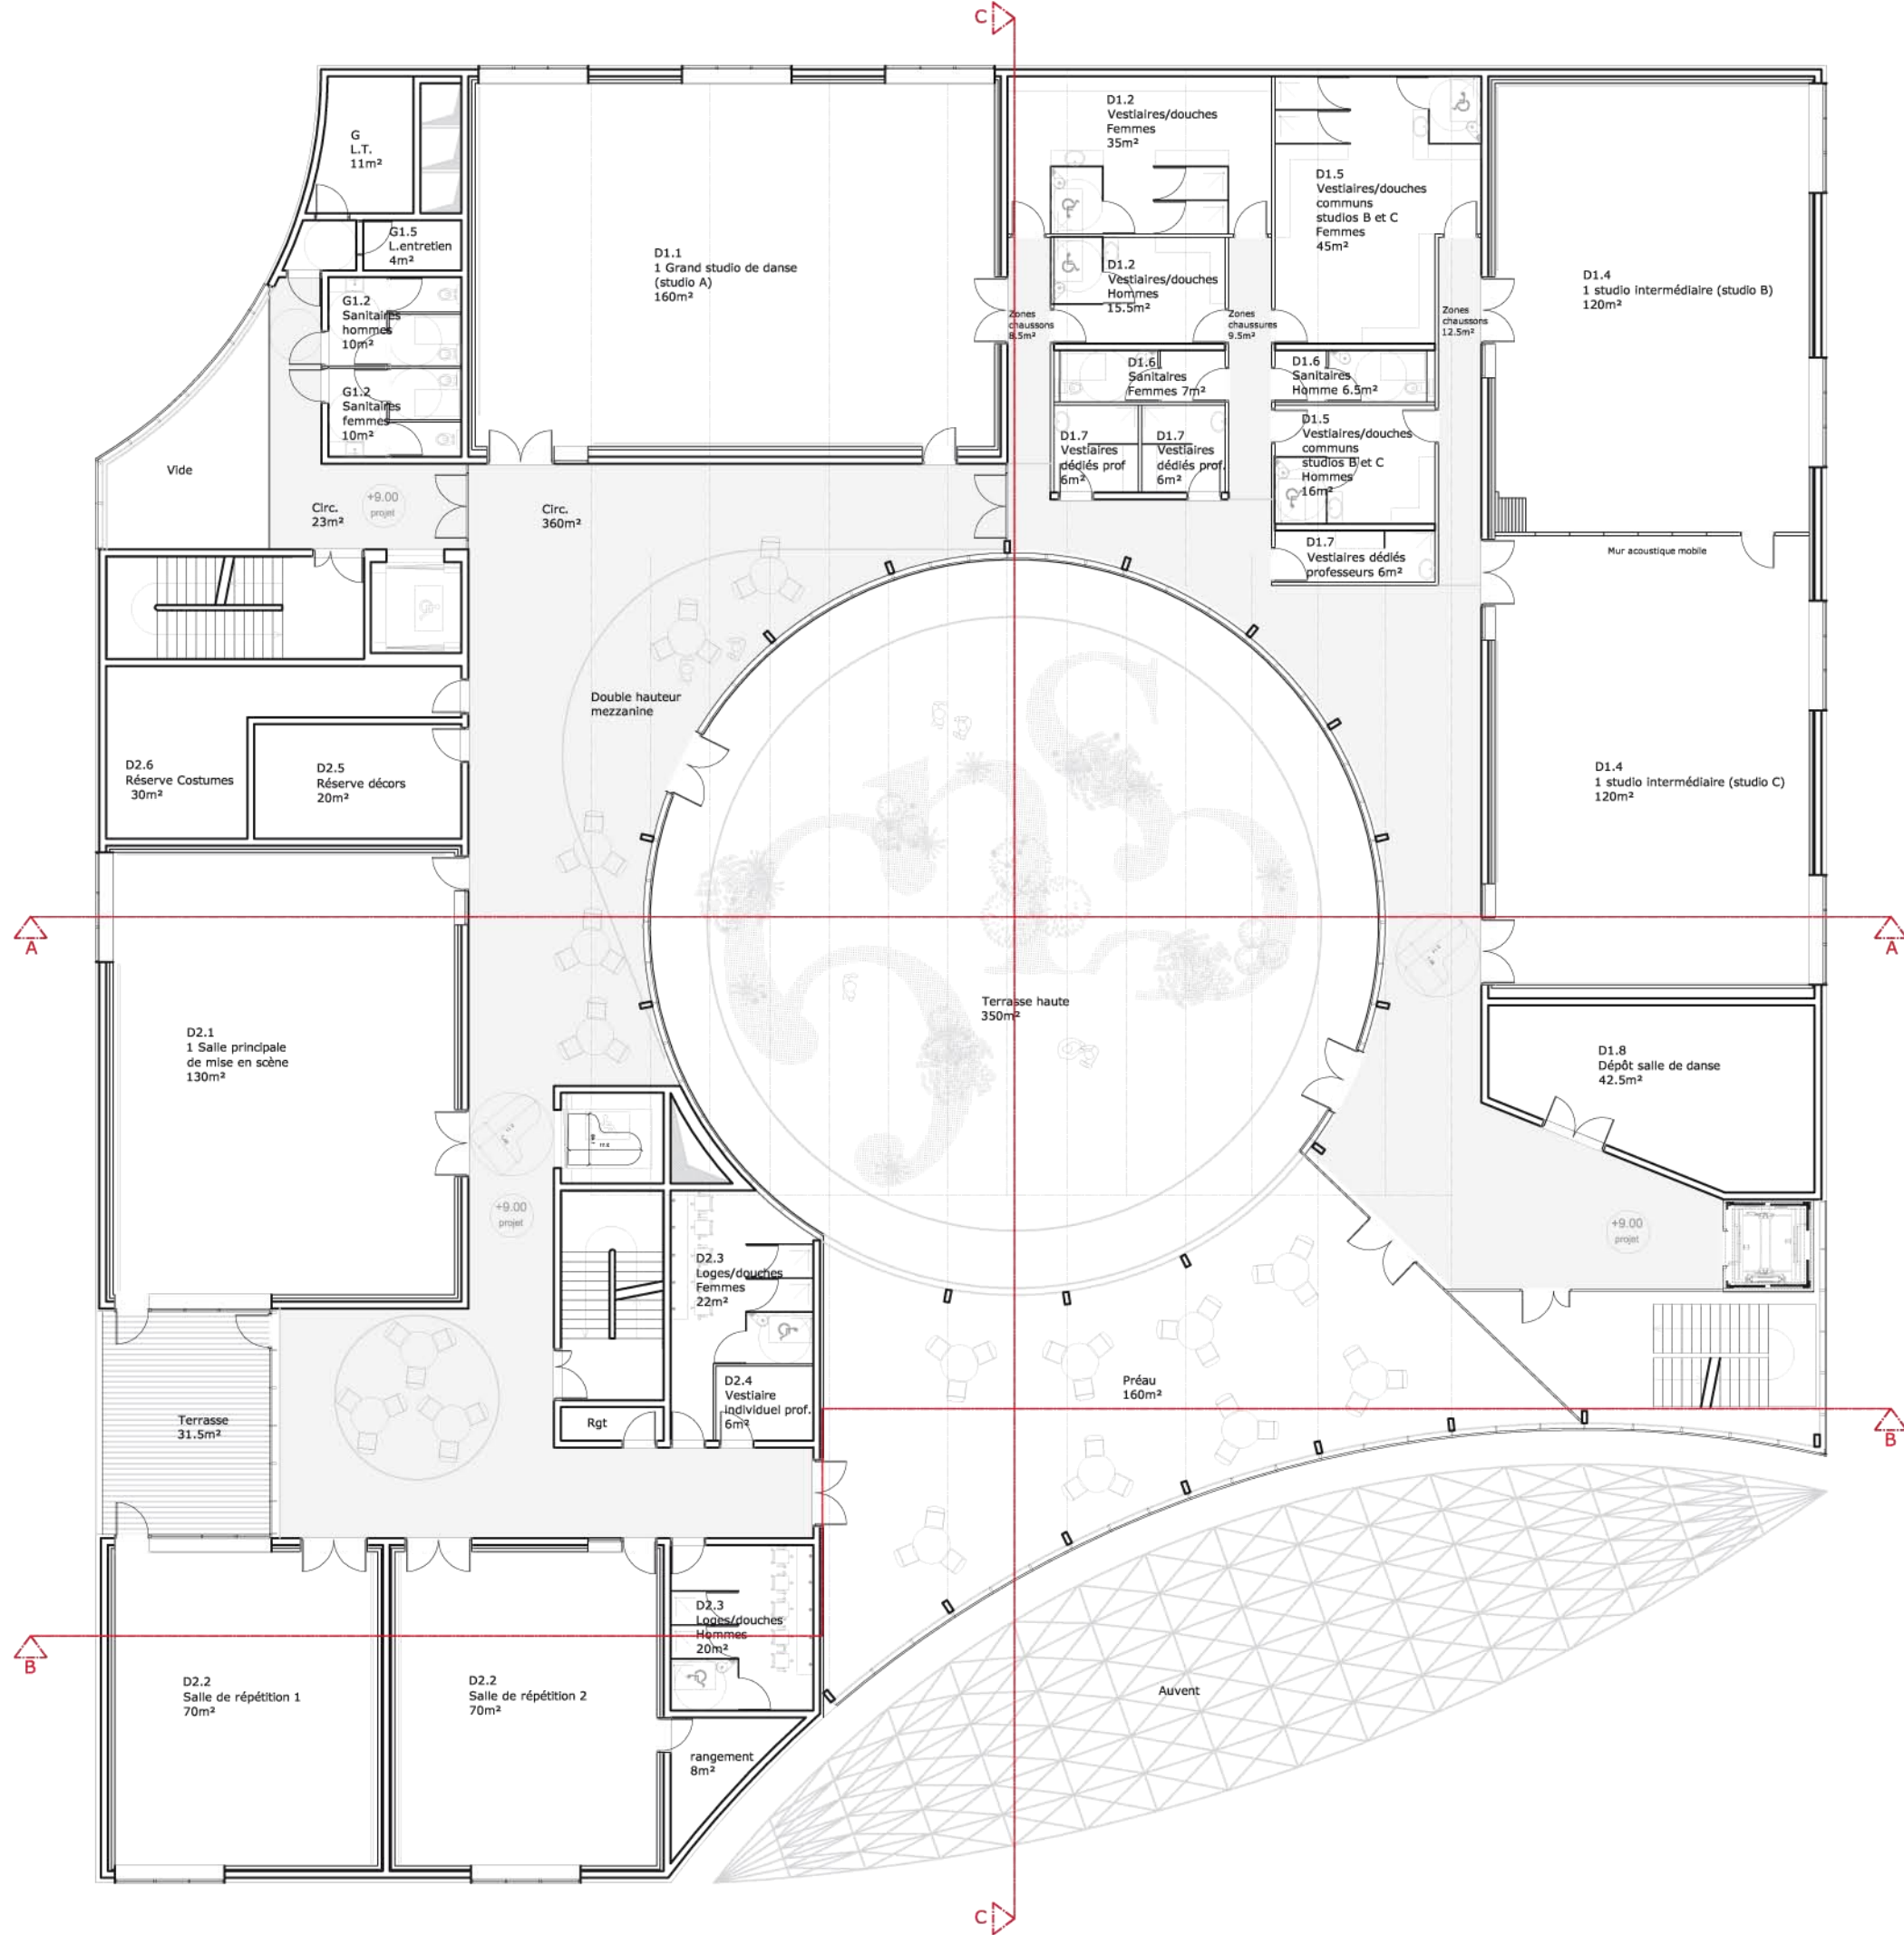 C
D1.2
Vestiaires/douches
Femmes
35m²
G
L.T.
11m²
D1.5
Vestiaires/douches
communs
studios B et C
Femmes
45m²
G1.5
L.entretien
4m²
D1.1
1 Grand studio de danse
(studio A)
160m²
D1.2
Vestiaires/douches
Hommes
15.5m²
D1.4
1 studio intermédiaire (studio B)
120m²
G1.2
Sanitaires
hommes
10m²
Zones
chaussons
8.5m²
Zones
chaussures
9.5m²
Zones
chaussons
12.5m²
D1.6
Sanitaires
Femmes 7m²
D1.6
Sanitaires
Homme 6.5m²
G1.2
Sanitaires
femmes
10m²
D1.7
Vestiaires
dédiés prof
6m²
D1.7
Vestiaires
dédiés prof.
6m²
D1.5
Vestiaires/douches
communs
studios B et C
Hommes
16m²
Vide
Circ.
23m²
+9.00
projet
Circ.
360m²
D1.7
Vestiaires dédiés
professeurs 6m²
Mur acoustique mobile
Double hauteur
mezzanine
D2.6
Réserve Costumes
30m²
D2.5
Réserve décors
20m²
D1.4
1 studio intermédiaire (studio C)
120m²
A
A
Terrasse haute
350m²
D2.1
1 Salle principale
de mise en scène
130m²
D1.8
Dépôt salle de danse
42.5m²
+9.00
projet
+9.00
projet
D2.3
Loges/douches
Femmes
22m²
D2.4
Vestiaire
individuel prof.
6m²
Préau
160m²
Terrasse
31.5m²
Rgt
B
D2.3
Loges/douches
Hommes
20m²
B
D2.2
Salle de répétition 1
70m²
D2.2
Salle de répétition 2
70m²
Auvent
rangement
8m²
C